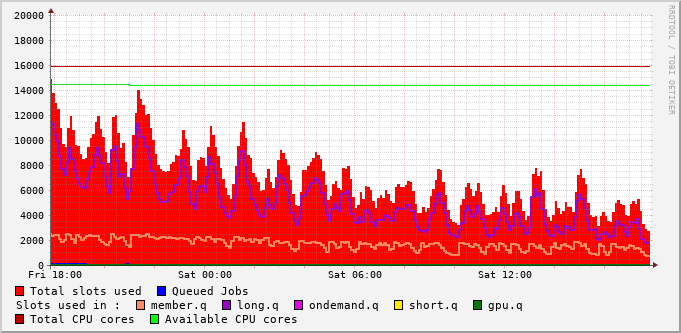 20000
18000
16000
14000
12000
10000
8000
6000
4000
2000
0
Fri 18:00 Sat 00:00 Sat 06:00 Sat 12:00
RRDTOOL / TOBI OETIKER
Total slots used Queued Jobs
Slots used in : member.q long.q ondemand.q short.q gpu.q
Total CPU cores Available CPU cores